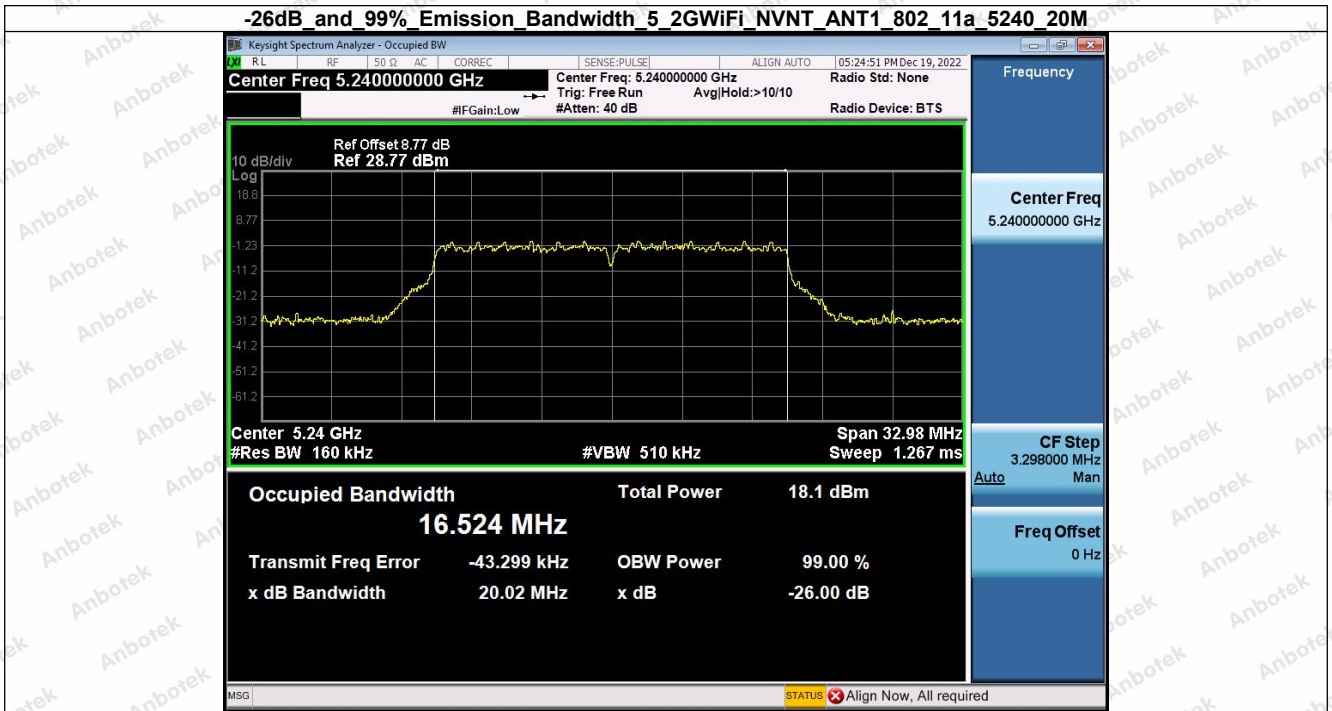 -26dB_and_99%_Emission_Bandwidth_5_2GWiFi_NVNT_ANT1_802_11a_5240_20M
Keysight Spectrum Analyzer - Occupied BW
LXI RL RF 50 Ω AC CORREC SENSE:PULSE ALIGN AUTO 05:24:51 PM Dec 19, 2022
Center Freq 5.240000000 GHz
Center Freq: 5.240000000 GHz
Radio Std: None
Trig: Free Run
Avg|Hold:>10/10
#IFGain:Low
#Atten: 40 dB
Radio Device: BTS
Ref Offset 8.77 dB
10 dB/div
Ref 28.77 dBm
Log
18.8
8.77
-1.23
-11.2
-21.2
-31.2
-41.2
-51.2
-61.2
Center 5.24 GHz
Span 32.98 MHz
#Res BW 160 kHz
#VBW 510 kHz
Sweep 1.267 ms
Occupied Bandwidth
Total Power
18.1 dBm
16.524 MHz
Transmit Freq Error
-43.299 kHz
OBW Power
99.00 %
x dB Bandwidth
20.02 MHz
x dB
-26.00 dB
MSG
STATUS
Align Now, All required
Frequency
Center Freq
5.240000000 GHz
CF Step
3.298000 MHz
Auto
Man
Freq Offset
0 Hz
Anbotek